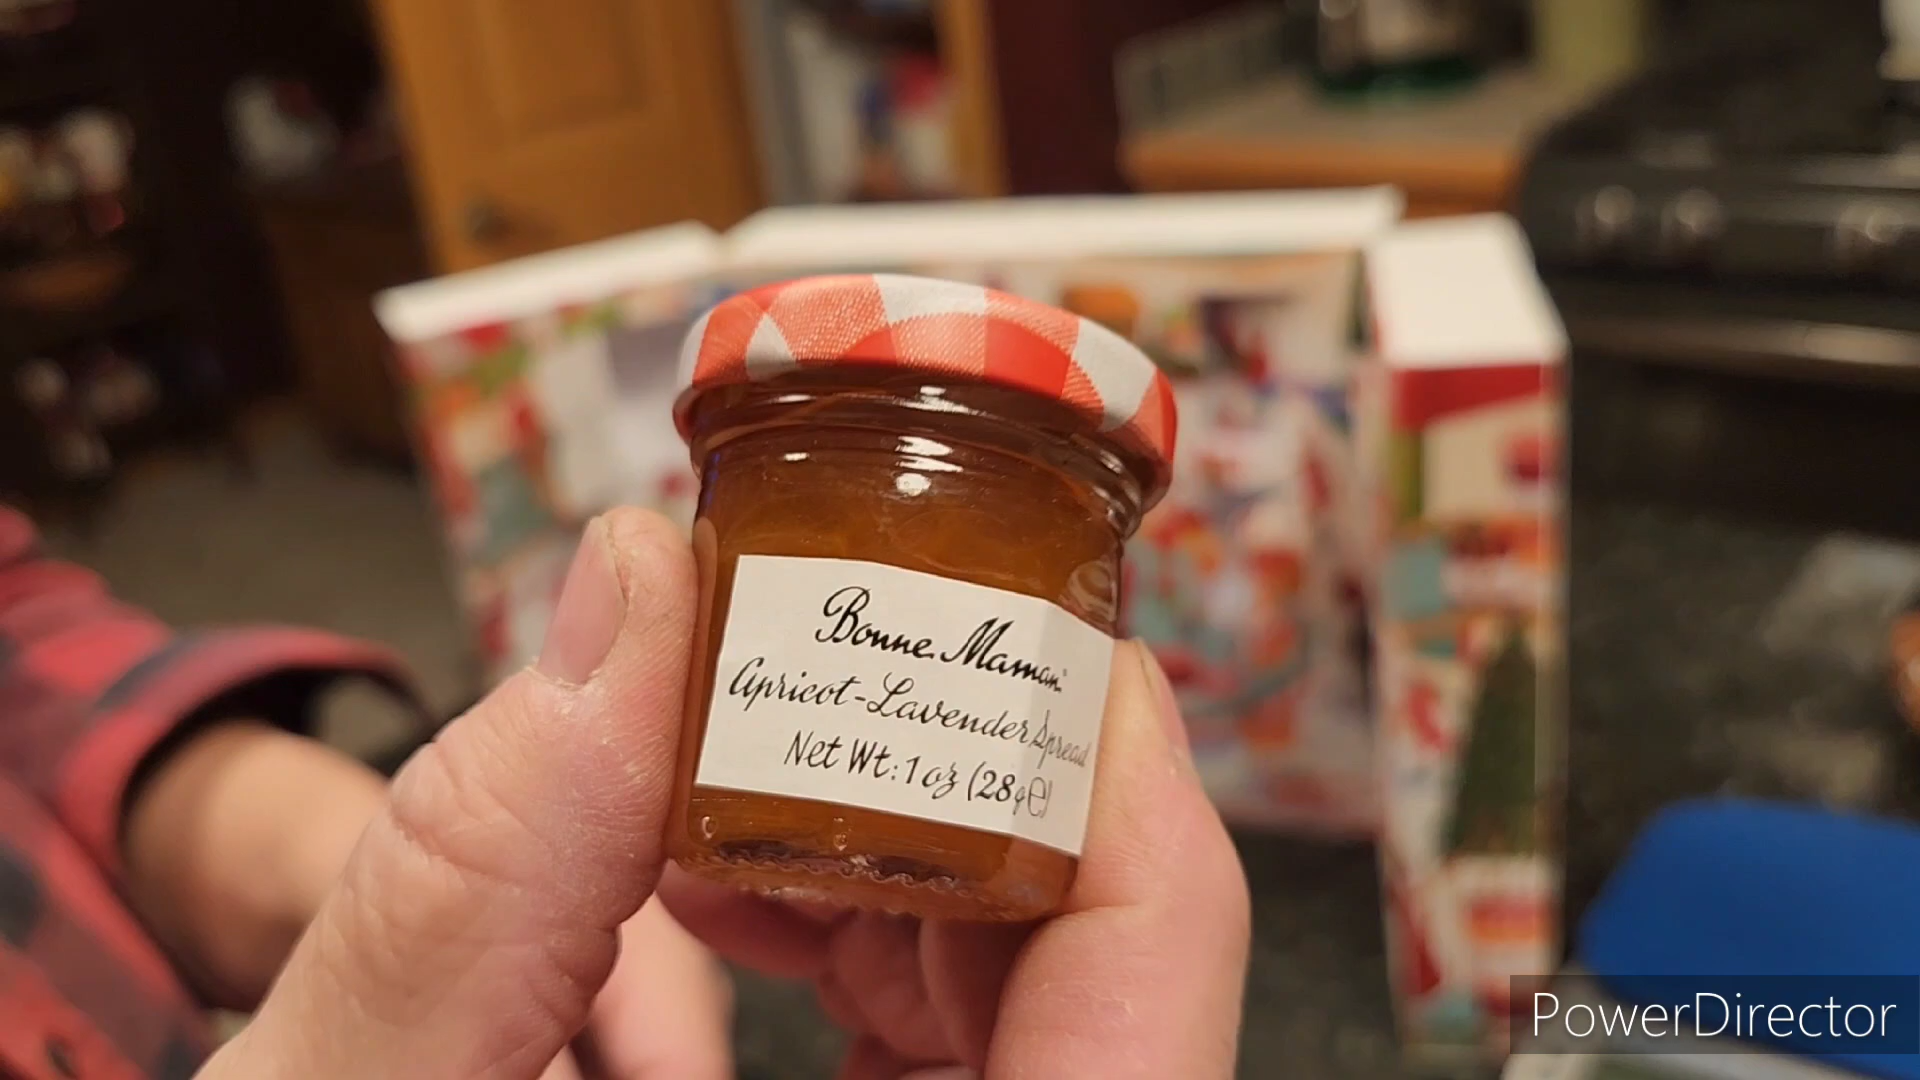 Bonne Maman
Apricot-Lavender Spread
Net Wt: 1 oz (28g℮)
PowerDirector